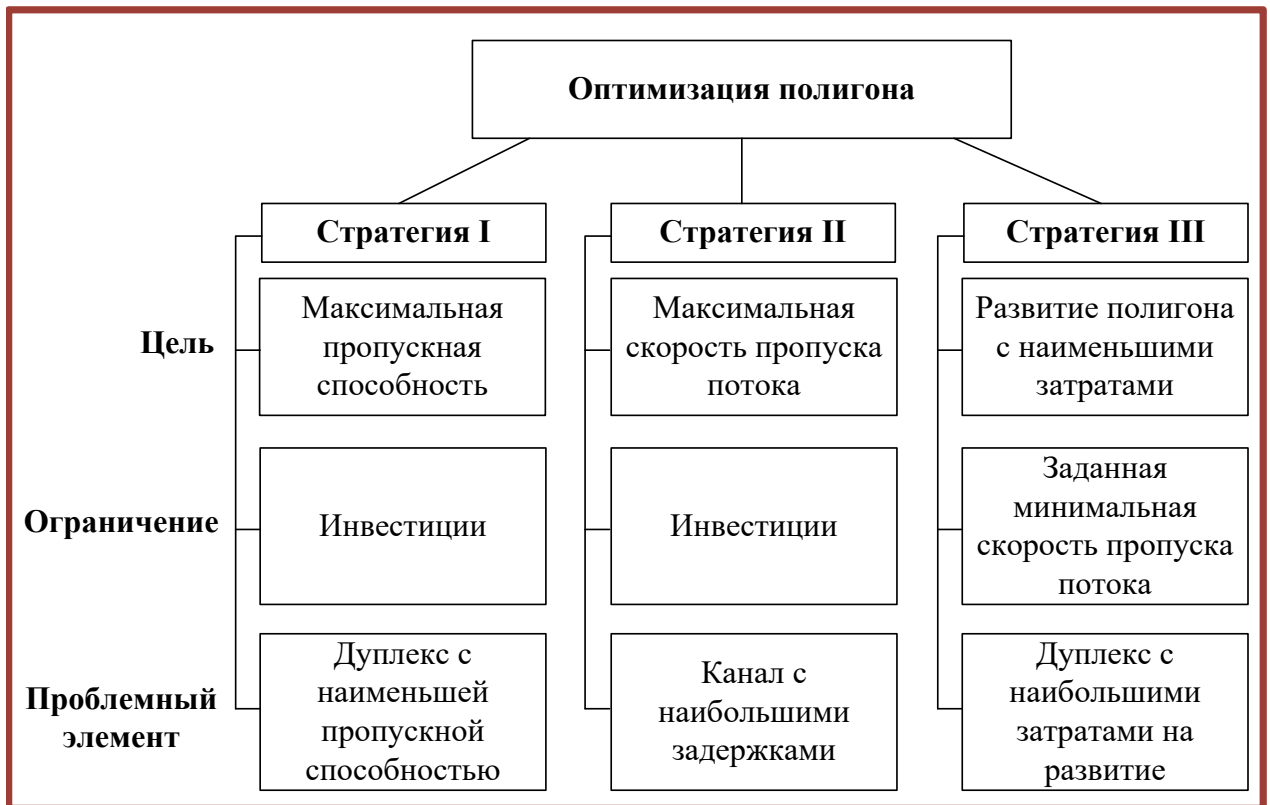 Оптимизация полигона
Стратегия I
Стратегия II
Стратегия III
Цель
Максимальная
пропускная
способность
Максимальная
скорость пропуска
потока
Развитие полигона
с наименьшими
затратами
Ограничение
Инвестиции
Инвестиции
Заданная
минимальная
скорость пропуска
потока
Проблемный
элемент
Дуплекс с
наименьшей
пропускной
способностью
Канал с
наибольшими
задержками
Дуплекс с
наибольшими
затратами на
развитие